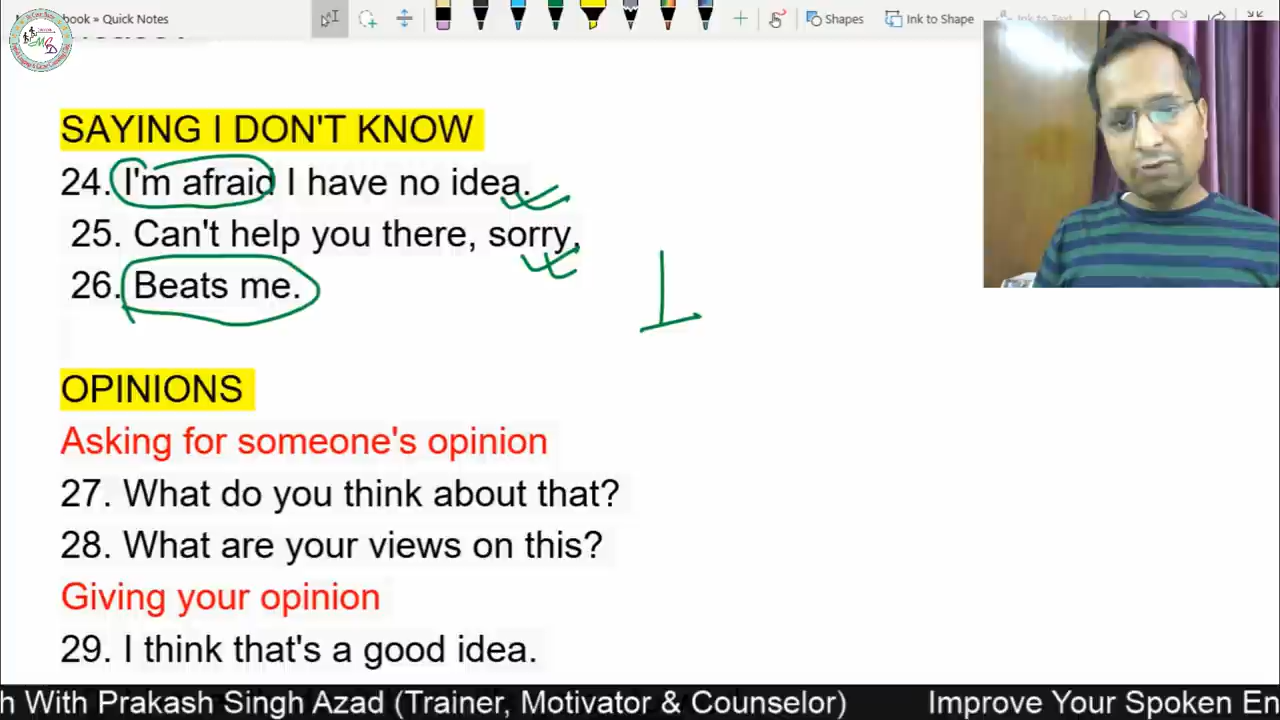 book » Quick Notes
Shapes
Ink to Shape
Ink to Text
SAYING I DON'T KNOW
24. I'm afraid I have no idea.
25. Can't help you there, sorry.
26. Beats me.
OPINIONS
Asking for someone's opinion
27. What do you think about that?
28. What are your views on this?
Giving your opinion
29. I think that's a good idea.
h With Prakash Singh Azad (Trainer, Motivator & Counselor) Improve Your Spoken En